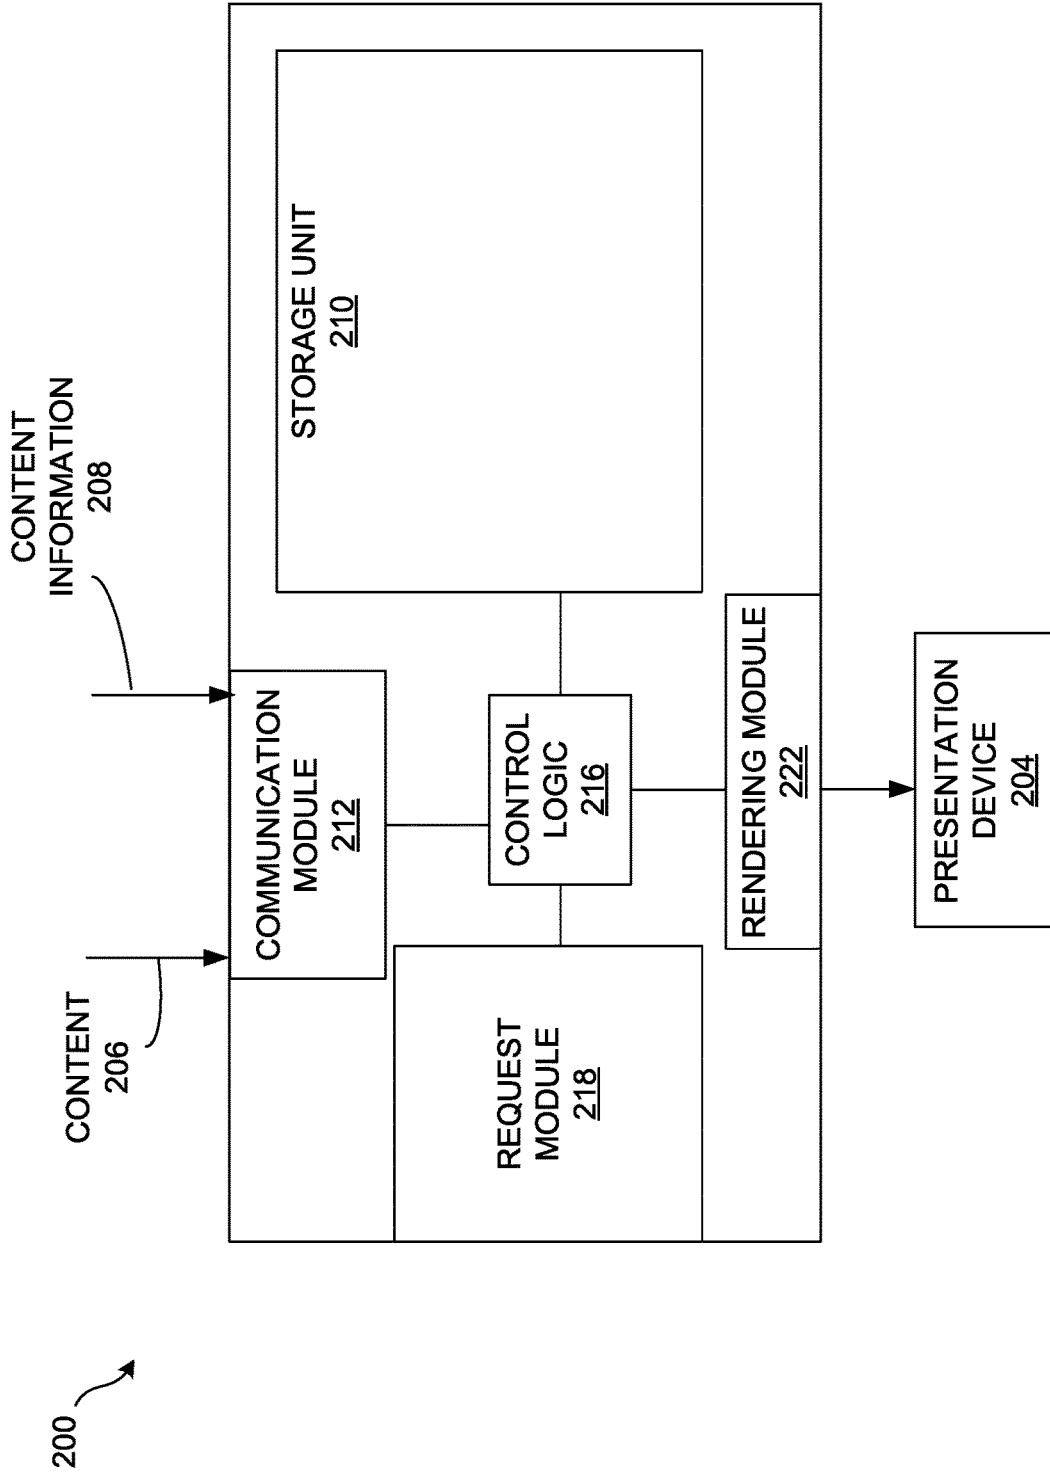 200
CONTENT
206
CONTENT
INFORMATION
208
COMMUNICATION
MODULE
212
STORAGE UNIT
210
REQUEST
MODULE
218
CONTROL
LOGIC
216
RENDERING MODULE
222
PRESENTATION
DEVICE
204